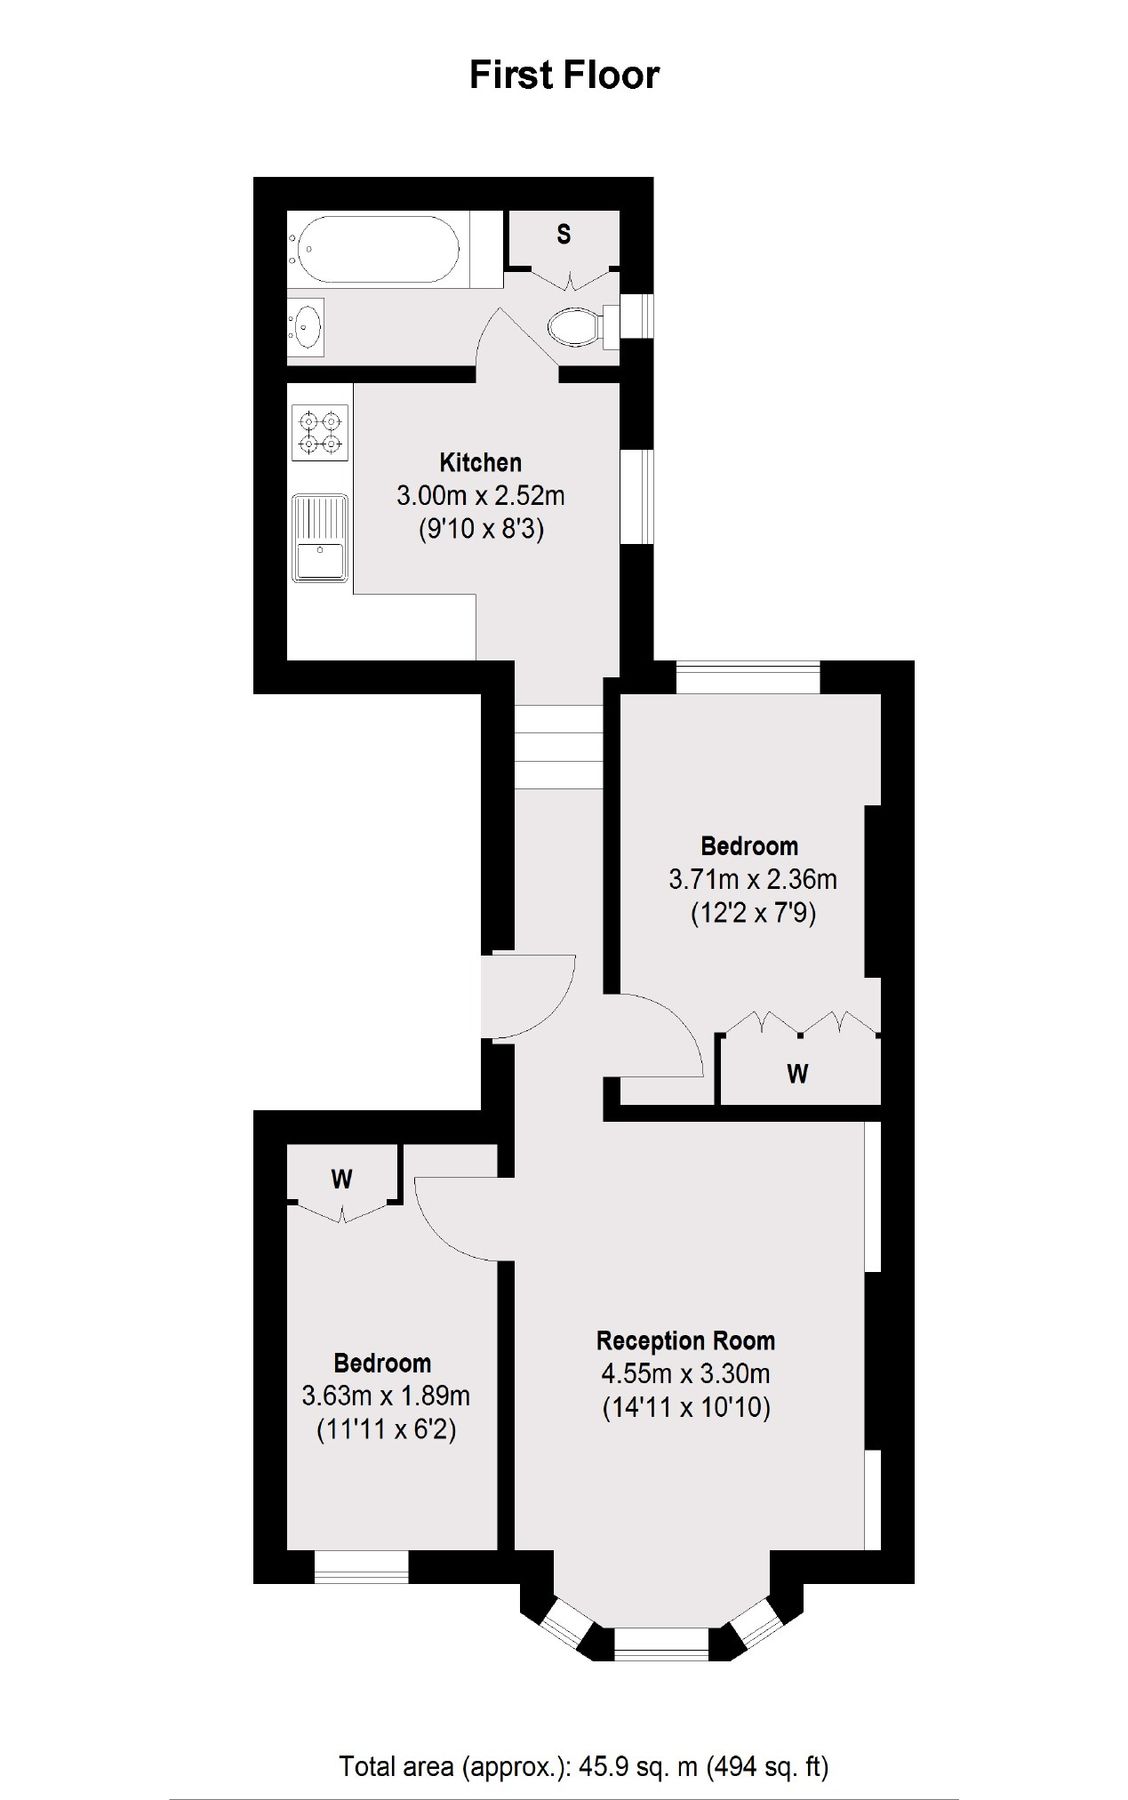 First Floor
S
Kitchen
3.00m x 2.52m
(9'10 x 8'3)
Bedroom
3.71m x 2.36m
(12'2 x 7'9)
W
W
Bedroom
3.63m x 1.89m
(11'11 x 6'2)
Reception Room
4.55m x 3.30m
(14'11 x 10'10)
Total area (approx.): 45.9 sq. m (494 sq. ft)